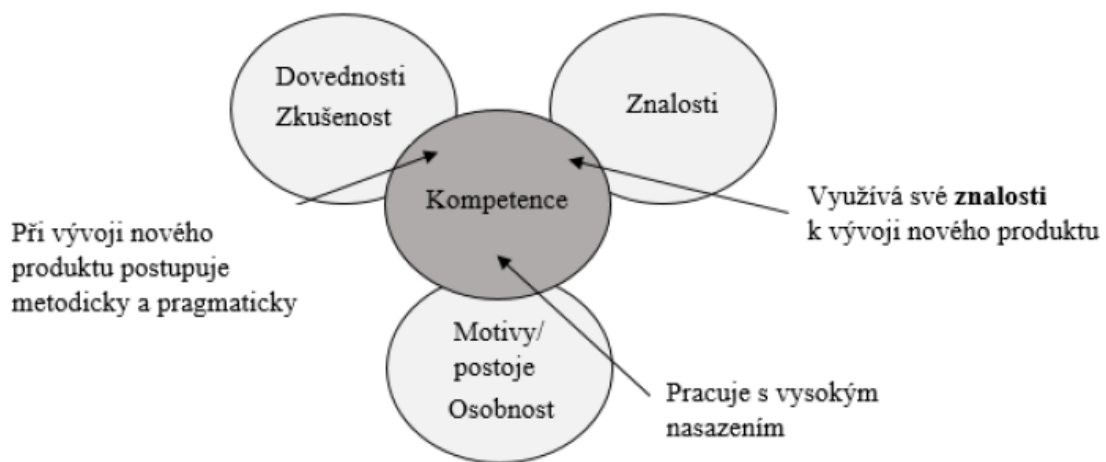 Dovednosti
Zkušenost
Znalosti
Kompetence
Využívá své znalosti
k vývoji nového produktu
Při vývoji nového
produktu postupuje
metodicky a pragmaticky
Motivy/
postoje
Osobnost
Pracuje s vysokým
nasazením